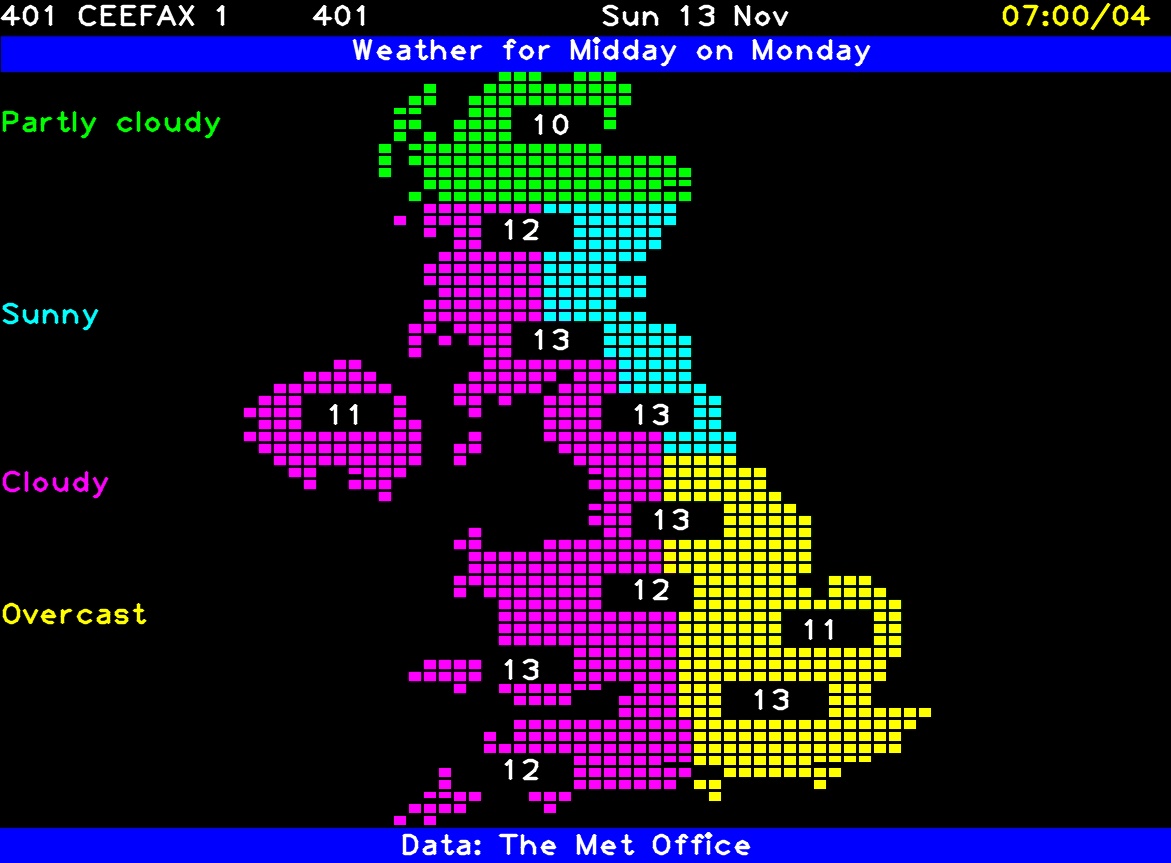 401 CEEFAX 1 401 Sun 13 Nov 07:00/04
Weather for Midday on Monday
Partly cloudy
10
12
Sunny
13
11
13
Cloudy
13
12
Overcast
11
13
13
12
Data: The Met Office